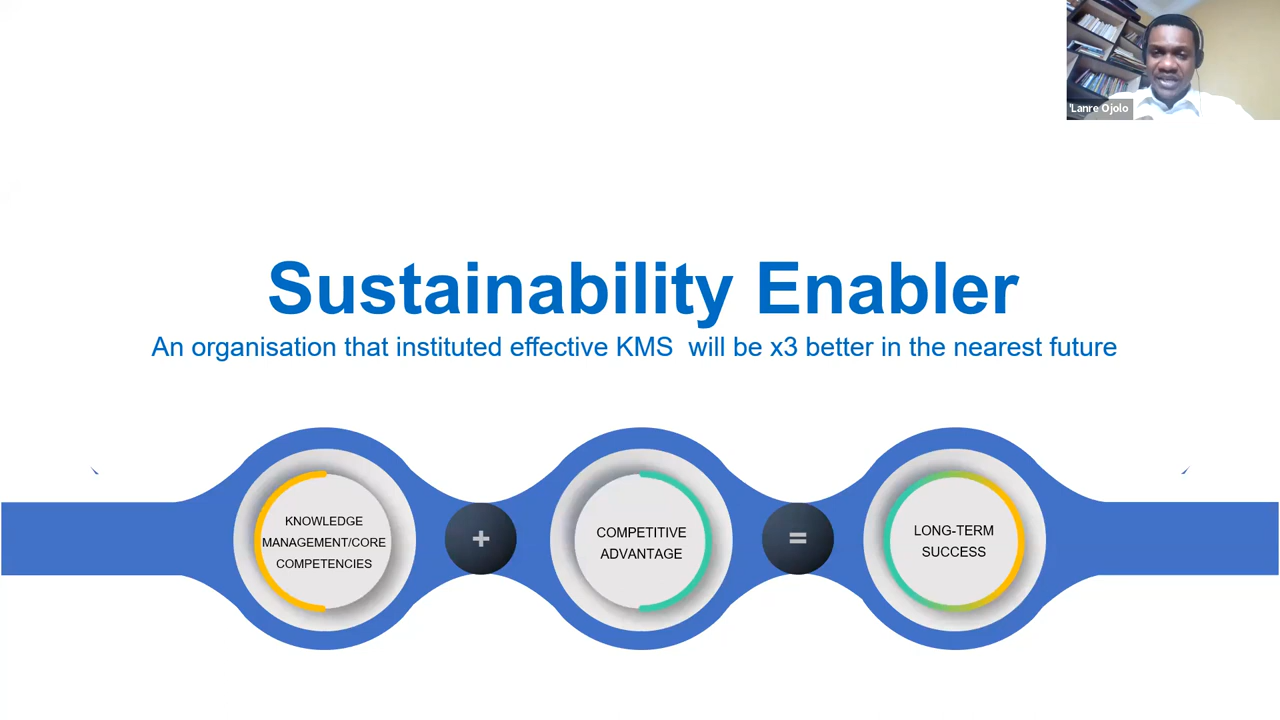 'Lanre Ojolo
Sustainability Enabler
An organisation that instituted effective KMS  will be x3 better in the nearest future
KNOWLEDGE
MANAGEMENT/CORE
COMPETENCIES
+
COMPETITIVE
ADVANTAGE
=
LONG-TERM
SUCCESS